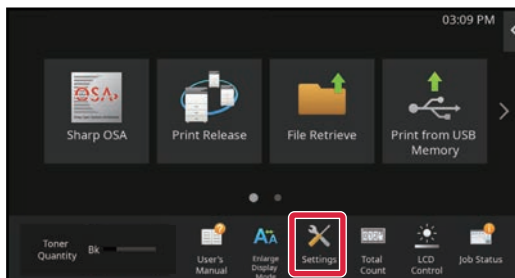 03:09 PM
OSA
Sharp OSA
Print Release
File Retrieve
Print from USB
Memory
Toner
Quantity
Bk
User's
Manual
Enlarge
Display
Mode
Settings
Total
Count
LCD
Control
Job Status